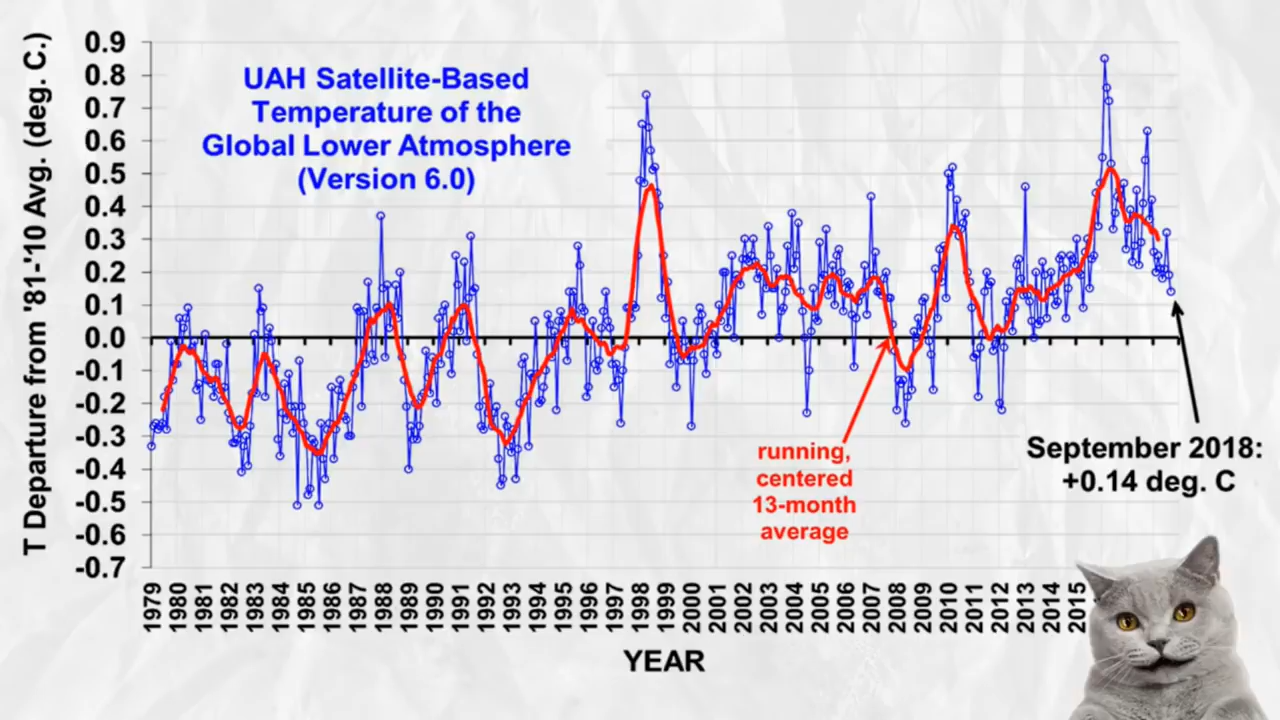 UAH Satellite-Based
Temperature of the
Global Lower Atmosphere
(Version 6.0)
T Departure from '81-'10 Avg. (deg. C.)
0.9
0.8
0.7
0.6
0.5
0.4
0.3
0.2
0.1
0.0
-0.1
-0.2
-0.3
-0.4
-0.5
-0.6
-0.7
running,
centered
13-month
average
September 2018:
+0.14 deg. C
1979 1980 1981 1982 1983 1984 1985 1986 1987 1988 1989 1990 1991 1992 1993 1994 1995 1996 1997 1998 1999 2000 2001 2002 2003 2004 2005 2006 2007 2008 2009 2010 2011 2012 2013 2014 2015
YEAR